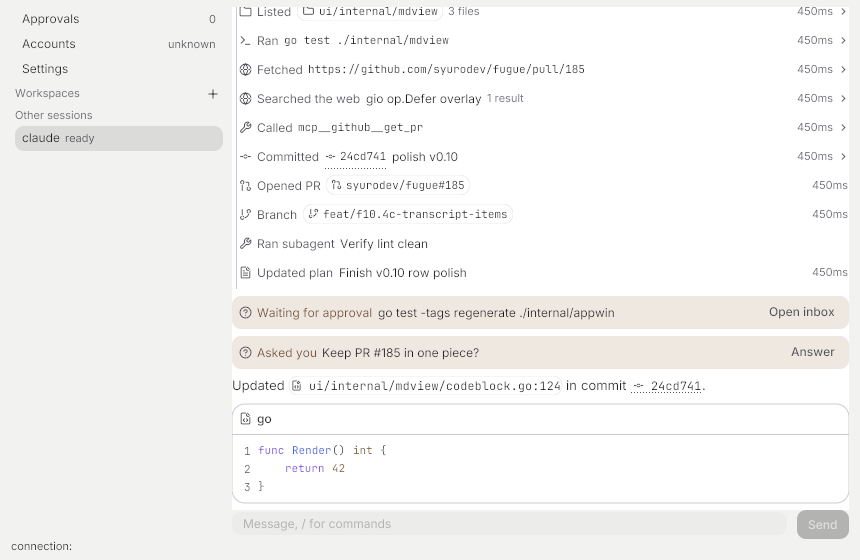 Approvals 0
Accounts unknown
Settings
Workspaces +
Other sessions
claude ready
connection:
Listed ui/internal/mdview 3 files 450ms
Ran go test ./internal/mdview 450ms
Fetched https://github.com/syurodev/fugue/pull/185 450ms
Searched the web gio op.Defer overlay 1 result 450ms
Called mcp__github__get_pr 450ms
Committed 24cd741 polish v0.10 450ms
Opened PR syurodev/fugue#185 450ms
Branch feat/f10.4c-transcript-items 450ms
Ran subagent Verify lint clean
Updated plan Finish v0.10 row polish 450ms
Waiting for approval go test -tags regenerate ./internal/appwin Open inbox
Asked you Keep PR #185 in one piece? Answer
Updated ui/internal/mdview/codeblock.go:124 in commit 24cd741.
go
1 func Render() int {
2     return 42
3 }
Message, / for commands Send